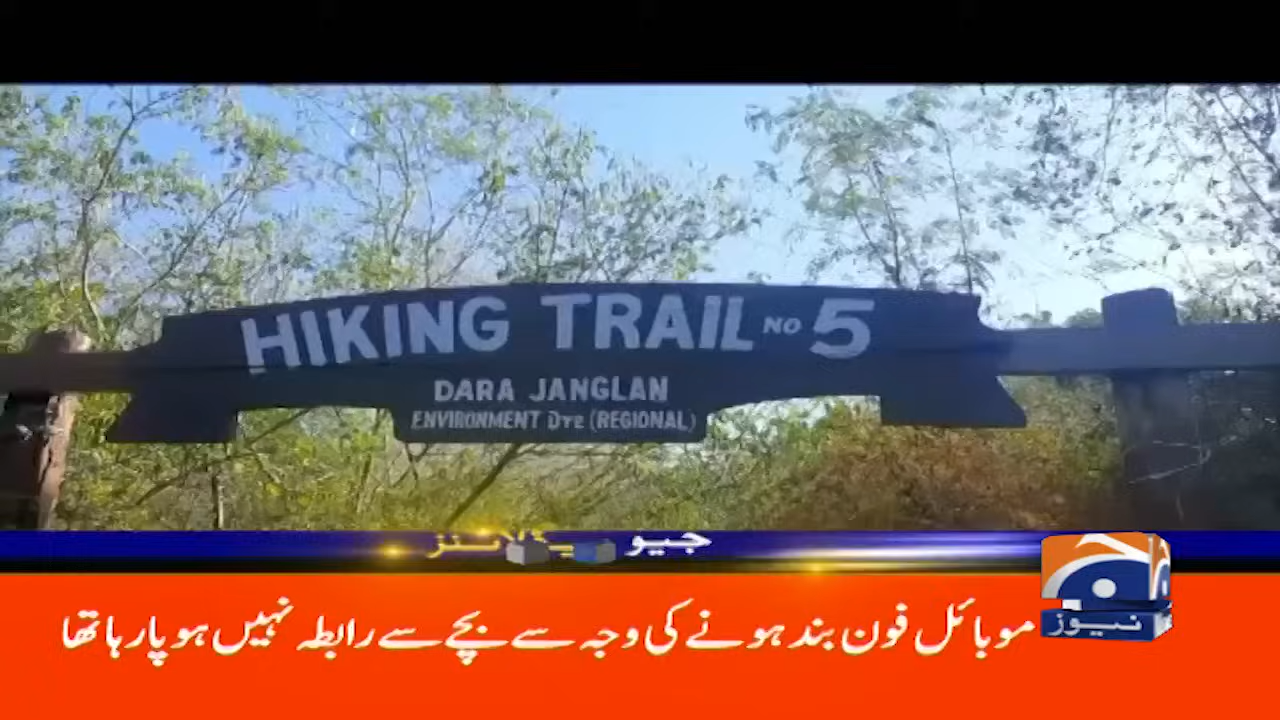 HIKING TRAIL NO 5
DARA JANGLAN
ENVIRONMENT DTE (REGIONAL)
جیو
موبائل فون بند ہونے کی وجہ سے بچے سے رابطہ نہیں ہو پا رہا تھا
نیوز